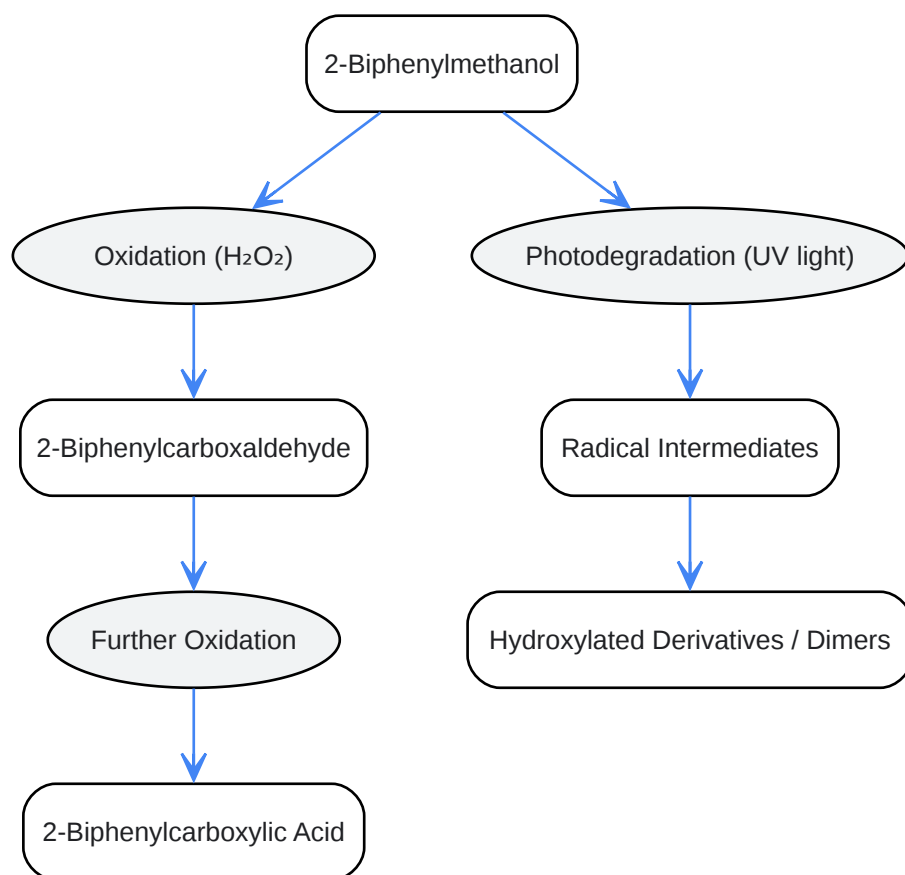 2-Biphenylmethanol
Oxidation (H₂O₂)
Photodegradation (UV light)
2-Biphenylcarboxaldehyde
Radical Intermediates
Further Oxidation
Hydroxylated Derivatives / Dimers
2-Biphenylcarboxylic Acid